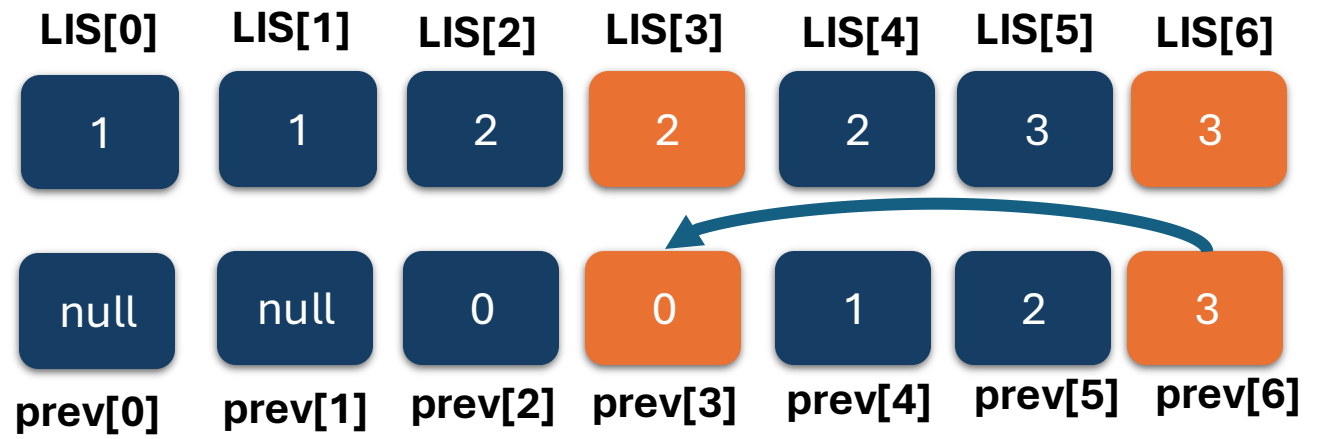 LIS[0] LIS[1] LIS[2] LIS[3] LIS[4] LIS[5] LIS[6]
1 1 2 2 2 3 3
null null 0 0 1 2 3
prev[0] prev[1] prev[2] prev[3] prev[4] prev[5] prev[6]